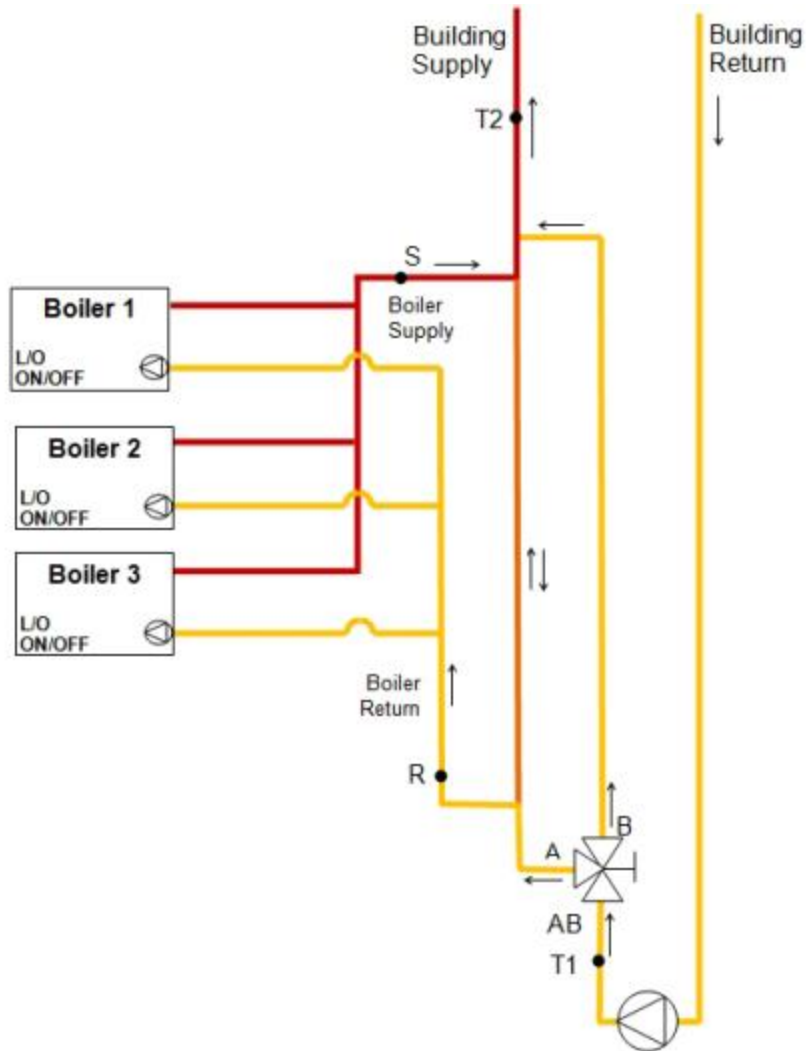 Building
Supply
Building
Return
T2
S
Boiler
Supply
Boiler 1
L/O
ON/OFF
Boiler 2
L/O
ON/OFF
Boiler 3
L/O
ON/OFF
Boiler
Return
R
A
B
AB
T1